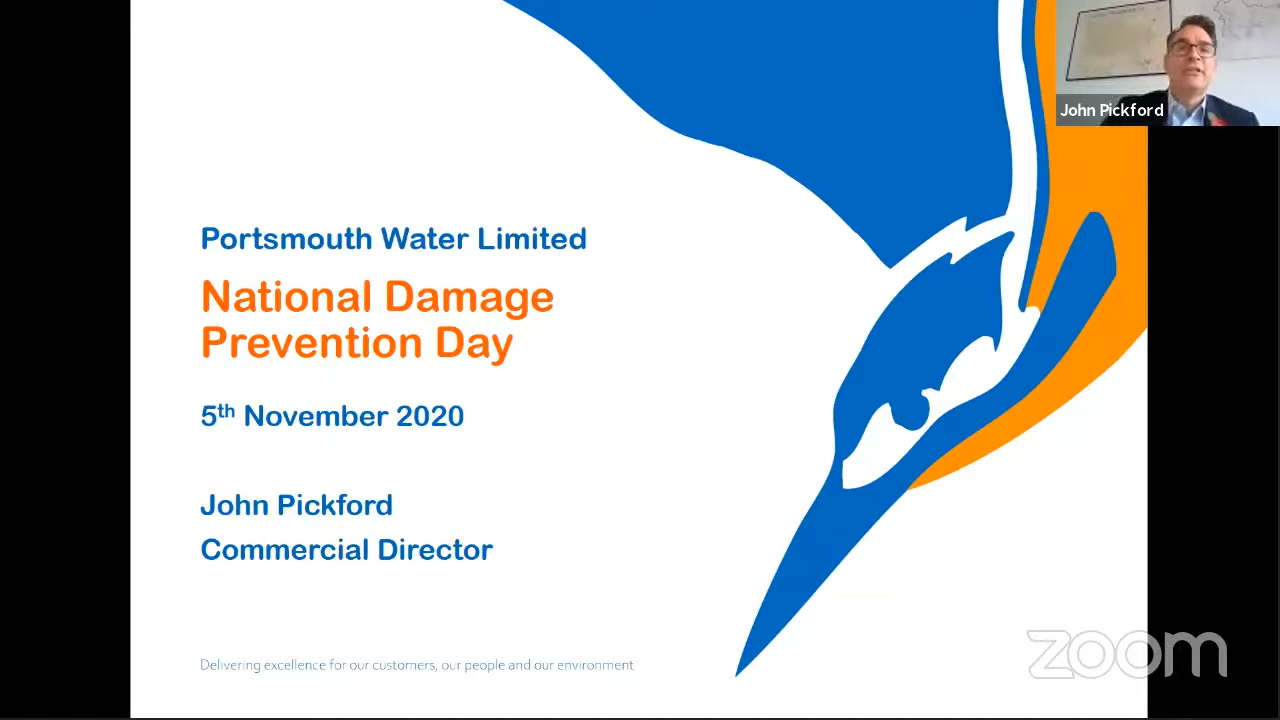 John Pickford
Portsmouth Water Limited
National Damage
Prevention Day
5th November 2020
John Pickford
Commercial Director
Delivering excellence for our customers, our people and our environment
zoom